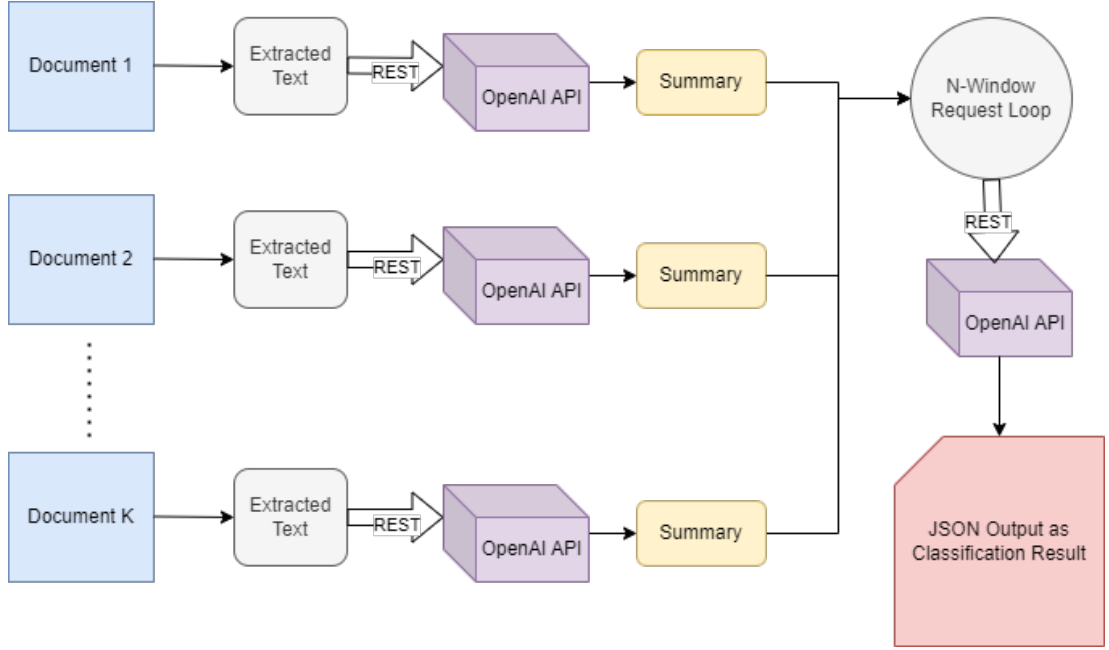 Document 1
Extracted
Text
REST
OpenAI API
Summary
N-Window
Request Loop
REST
Document 2
Extracted
Text
REST
OpenAI API
Summary
OpenAI API
Document K
Extracted
Text
REST
OpenAI API
Summary
JSON Output as
Classification Result